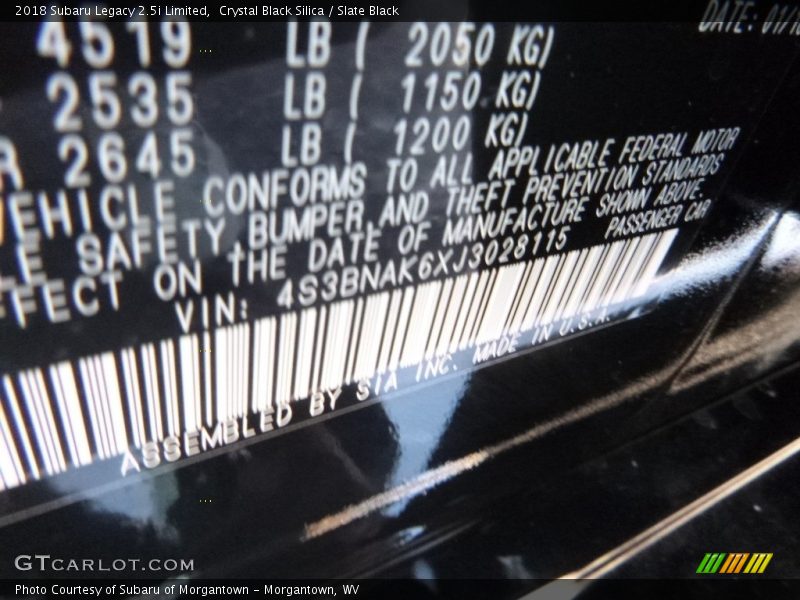 2018 Subaru Legacy 2.5i Limited, Crystal Black Silica / Slate Black
DATE: 01/18
4519 LB ( 2050 KG)
2535 LB ( 1150 KG)
R 2645 LB ( 1200 KG)
VEHICLE CONFORMS TO ALL APPLICABLE FEDERAL MOTOR
LE SAFETY BUMPER, AND THEFT PREVENTION STANDARDS
EFFECT ON tHE DATE OF MANUFACTURE SHOWN ABOVE.
VIN: 4S3BNAK6XJ3028115 PASSENGER CAR
ASSEMBLED BY SIA INC. MADE IN U.S.A.
GTCARLOT.COM
Photo Courtesy of Subaru of Morgantown - Morgantown, WV